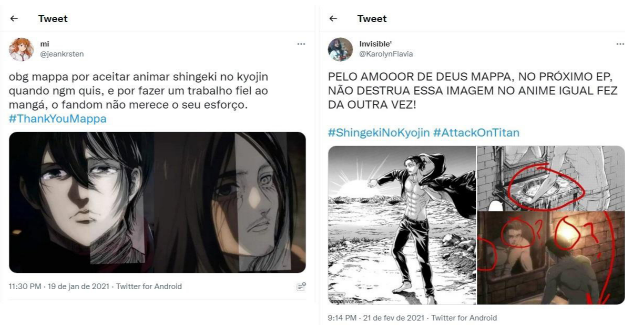 ← Tweet
mi
@jeankrsten
obg mappa por aceitar animar shingeki no kyojin
quando ngm quis, e por fazer um trabalho fiel ao
mangá, o fandom não merece o seu esforço.
#ThankYouMappa
11:30 PM · 19 de jan de 2021 · Twitter for Android
← Tweet
Invisible'
@KarolynFlavia
PELO AMOOOR DE DEUS MAPPA, NO PRÓXIMO EP,
NÃO DESTRUA ESSA IMAGEM NO ANIME IGUAL FEZ
DA OUTRA VEZ!
#ShingekiNoKyojin #AttackOnTitan
9:14 PM · 21 de fev de 2021 · Twitter for Android